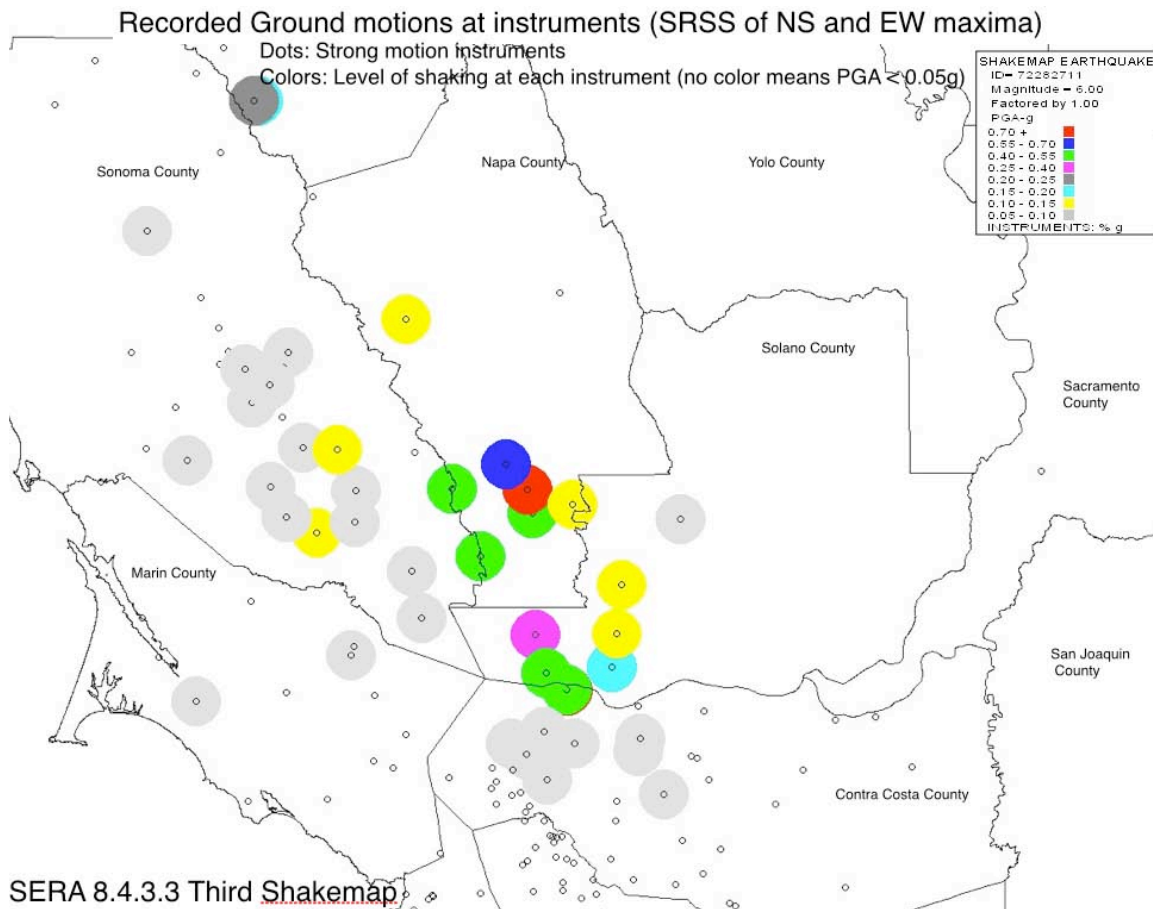 Recorded Ground motions at instruments (SRSS of NS and EW maxima)
Dots: Strong motion instruments
Colors: Level of shaking at each instrument (no color means PGA < 0.05g)
SHAKEMAP EARTHQUAKE
ID= 72282711
Magnitude = 6.00
Factored by 1.00
PGA-g
0.70 +
0.55 - 0.70
0.40 - 0.55
0.25 - 0.40
0.20 - 0.25
0.15 - 0.20
0.10 - 0.15
0.05 - 0.10
INSTRUMENTS: % g
Sonoma County
Napa County
Yolo County
Solano County
Sacramento
County
Marin County
San Joaquin
County
Contra Costa County
SERA 8.4.3.3 Third Shakemap